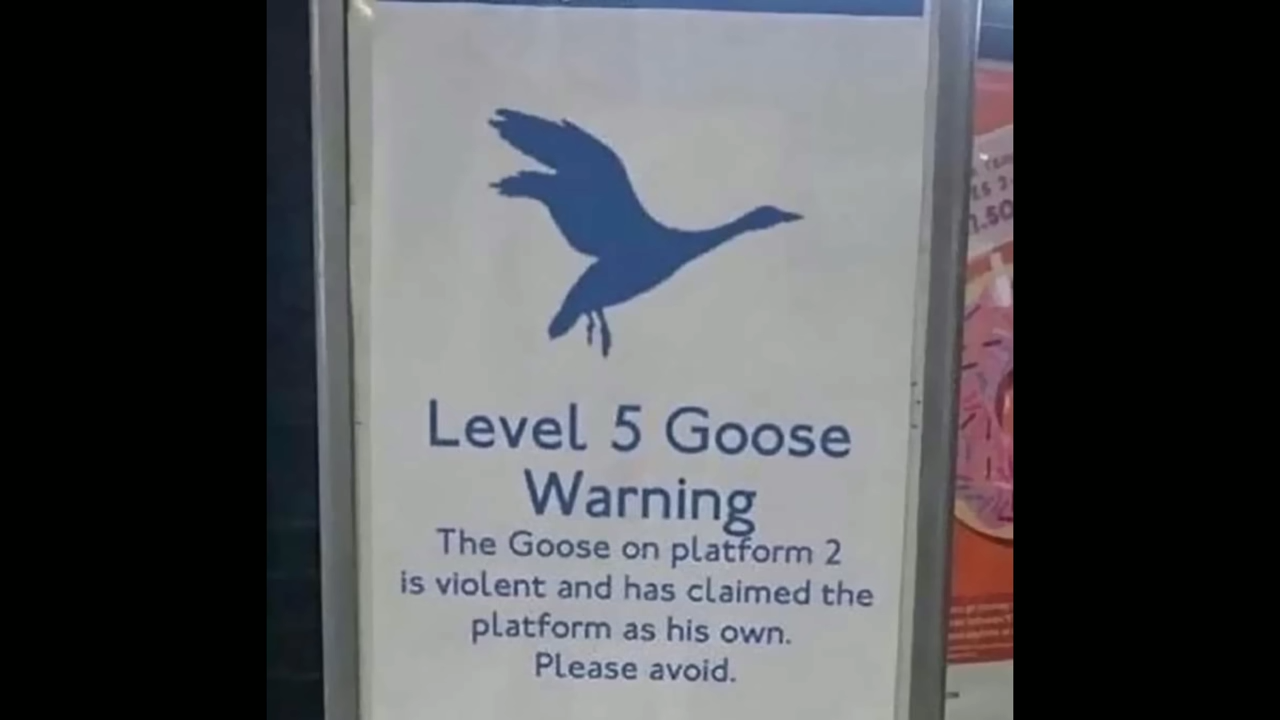 Level 5 Goose
Warning
The Goose on platform 2
is violent and has claimed the
platform as his own.
Please avoid.